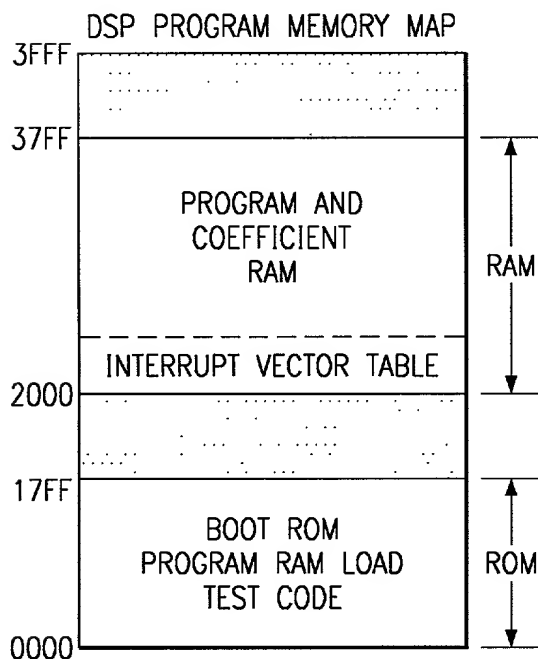 DSP PROGRAM MEMORY MAP
3FFF
37FF
PROGRAM AND
COEFFICIENT
RAM
RAM
INTERRUPT VECTOR TABLE
2000
17FF
BOOT ROM
PROGRAM RAM LOAD
TEST CODE
ROM
0000